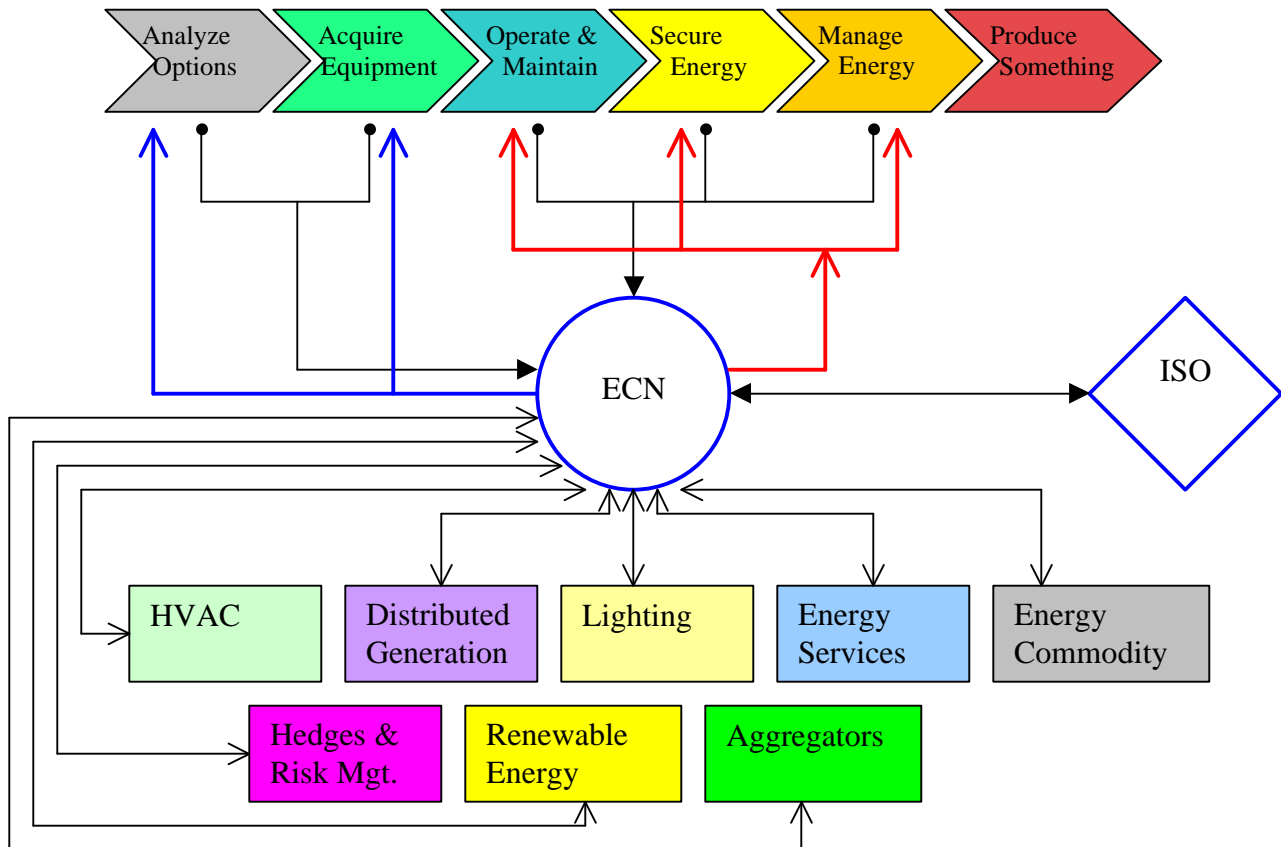 Analyze
Options
Acquire
Equipment
Operate &
Maintain
Secure
Energy
Manage
Energy
Produce
Something
ECN
ISO
HVAC
Distributed
Generation
Lighting
Energy
Services
Energy
Commodity
Hedges &
Risk Mgt.
Renewable
Energy
Aggregators